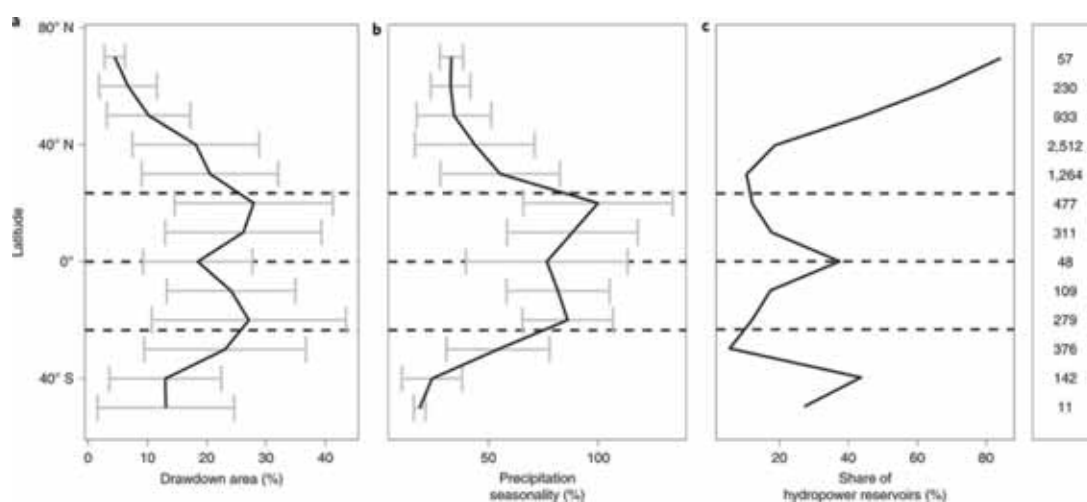 a
b
c
80° N
40° N
0°
40° S
Latitude
0 10 20 30 40
Drawdown area (%)
50 100
Precipitation
seasonality (%)
20 40 60 80
Share of
hydropower reservoirs (%)
57
230
933
2,512
1,264
477
311
48
109
279
376
142
11